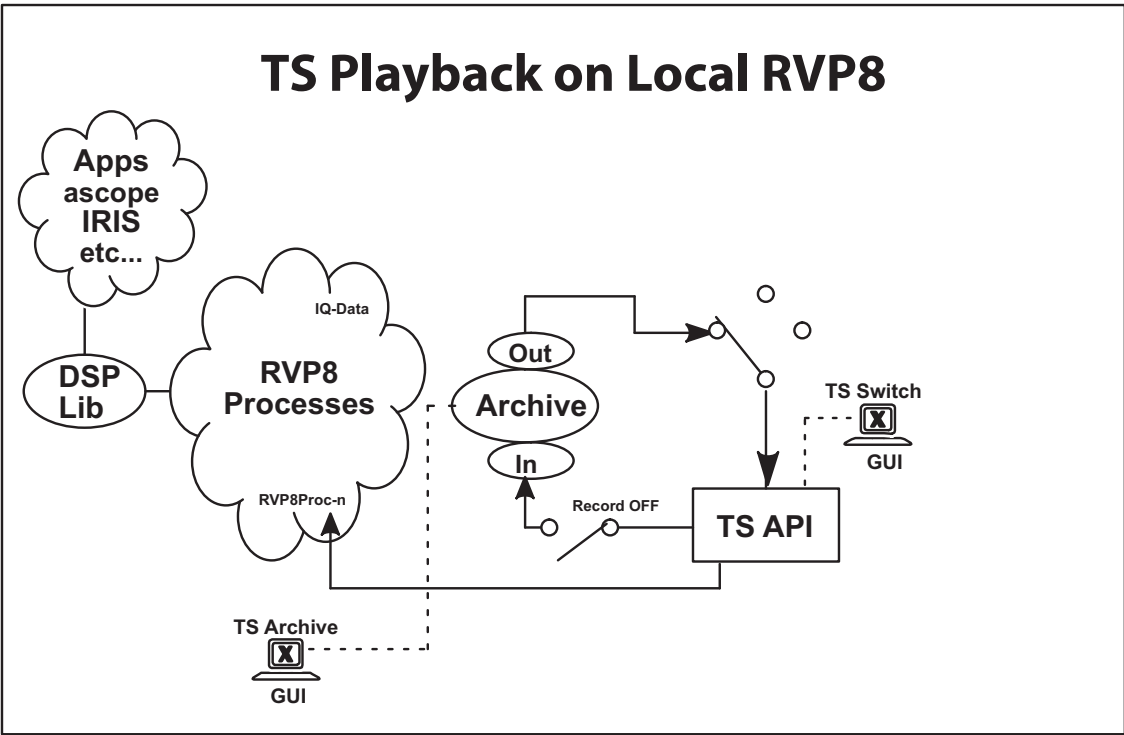 TS Playback on Local RVP8
Apps
ascope
IRIS
etc...
DSP
Lib
IQ-Data
RVP8
Processes
RVP8Proc-n
Out
Archive
In
Record OFF
TS Switch
X
GUI
TS API
TS Archive
X
GUI